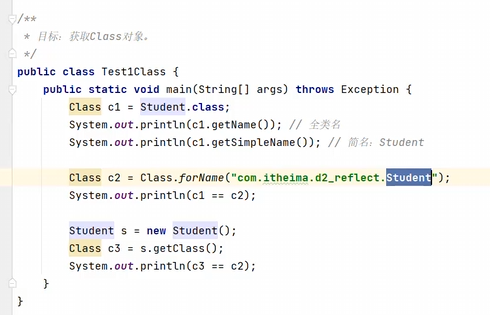 /**
 * 目标：获取Class对象。
 */
public class Test1Class {
    public static void main(String[] args) throws Exception {
        Class c1 = Student.class;
        System.out.println(c1.getName()); // 全类名
        System.out.println(c1.getSimpleName()); // 简名：Student

        Class c2 = Class.forName("com.itheima.d2_reflect.Student");
        System.out.println(c1 == c2);

        Student s = new Student();
        Class c3 = s.getClass();
        System.out.println(c3 == c2);
    }
}